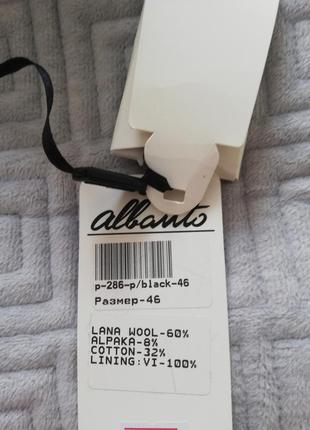 albanto
p-286-p/black-46
Размер-46
LANA WOOL-60%
ALPAKA-8%
COTTON-32%
LINING:VI-100%